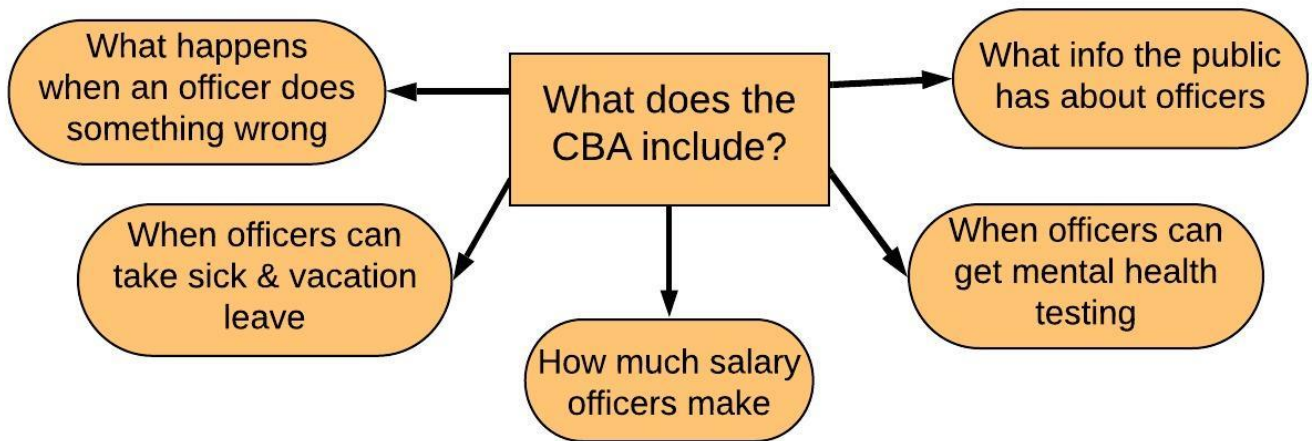 What happens
when an officer does
something wrong
What does the
CBA include?
What info the public
has about officers
When officers can
take sick & vacation
leave
How much salary
officers make
When officers can
get mental health
testing